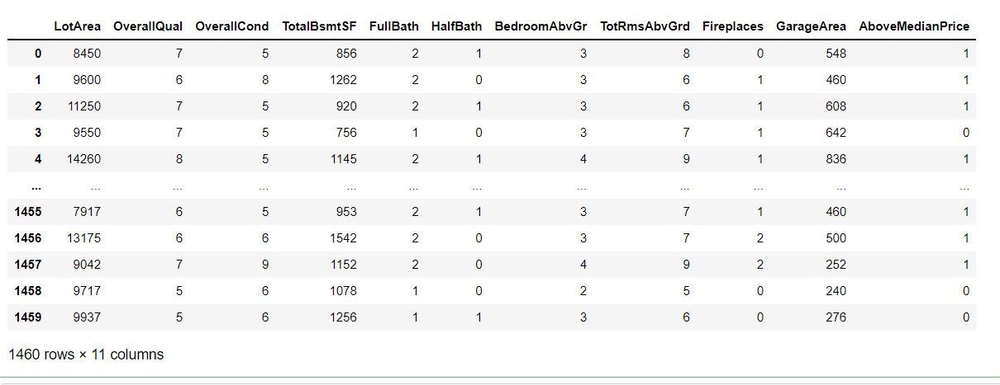 LotArea OverallQual OverallCond TotalBsmtSF FullBath HalfBath BedroomAbvGr TotRmsAbvGrd Fireplaces GarageArea AboveMedianPrice
0 8450 7 5 856 2 1 3 8 0 548 1
1 9600 6 8 1262 2 0 3 6 1 460 1
2 11250 7 5 920 2 1 3 6 1 608 1
3 9550 7 5 756 1 0 3 7 1 642 0
4 14260 8 5 1145 2 1 4 9 1 836 1
... ... ... ... ... ... ... ... ... ... ... ...
1455 7917 6 5 953 2 1 3 7 1 460 1
1456 13175 6 6 1542 2 0 3 7 2 500 1
1457 9042 7 9 1152 2 0 4 9 2 252 1
1458 9717 5 6 1078 1 0 2 5 0 240 0
1459 9937 5 6 1256 1 1 3 6 0 276 0
1460 rows × 11 columns